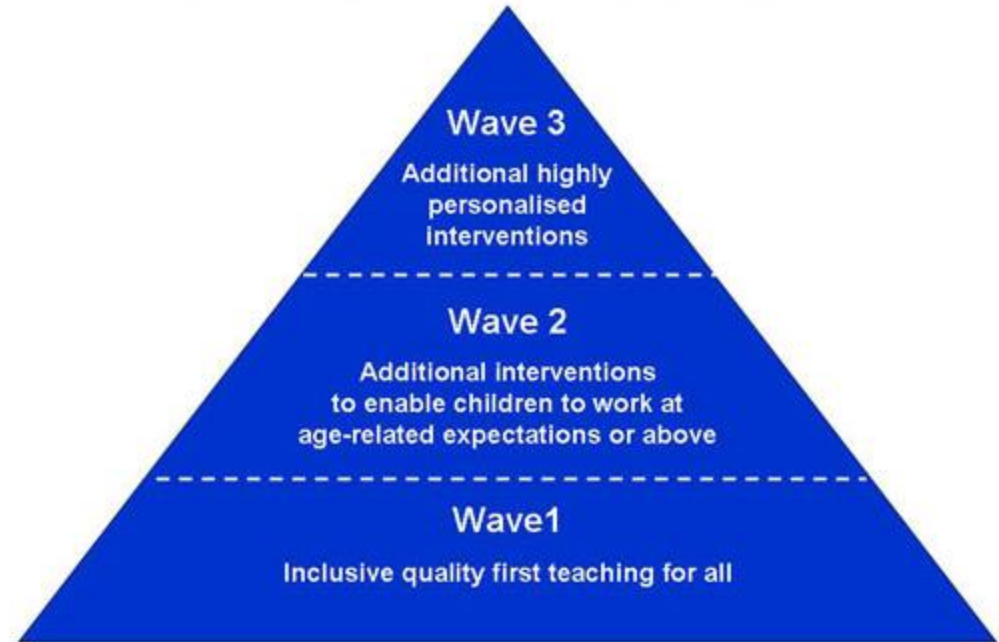 Wave 3
Additional highly
personalised
interventions
Wave 2
Additional interventions
to enable children to work at
age-related expectations or above
Wave1
Inclusive quality first teaching for all